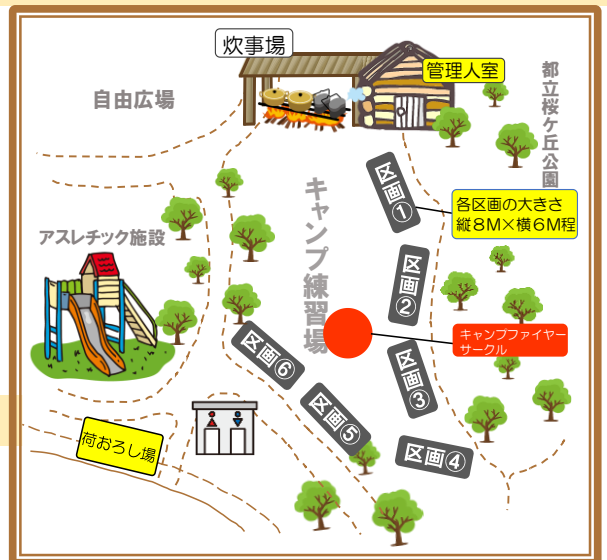 炊事場
管理人室
自由広場
都立桜ケ丘公園
区画①
各区画の大きさ
縦8M×横6M程
キャンプ練習場
アスレチック施設
区画②
キャンプファイヤー
サークル
区画⑥
区画③
区画⑤
荷おろし場
区画④